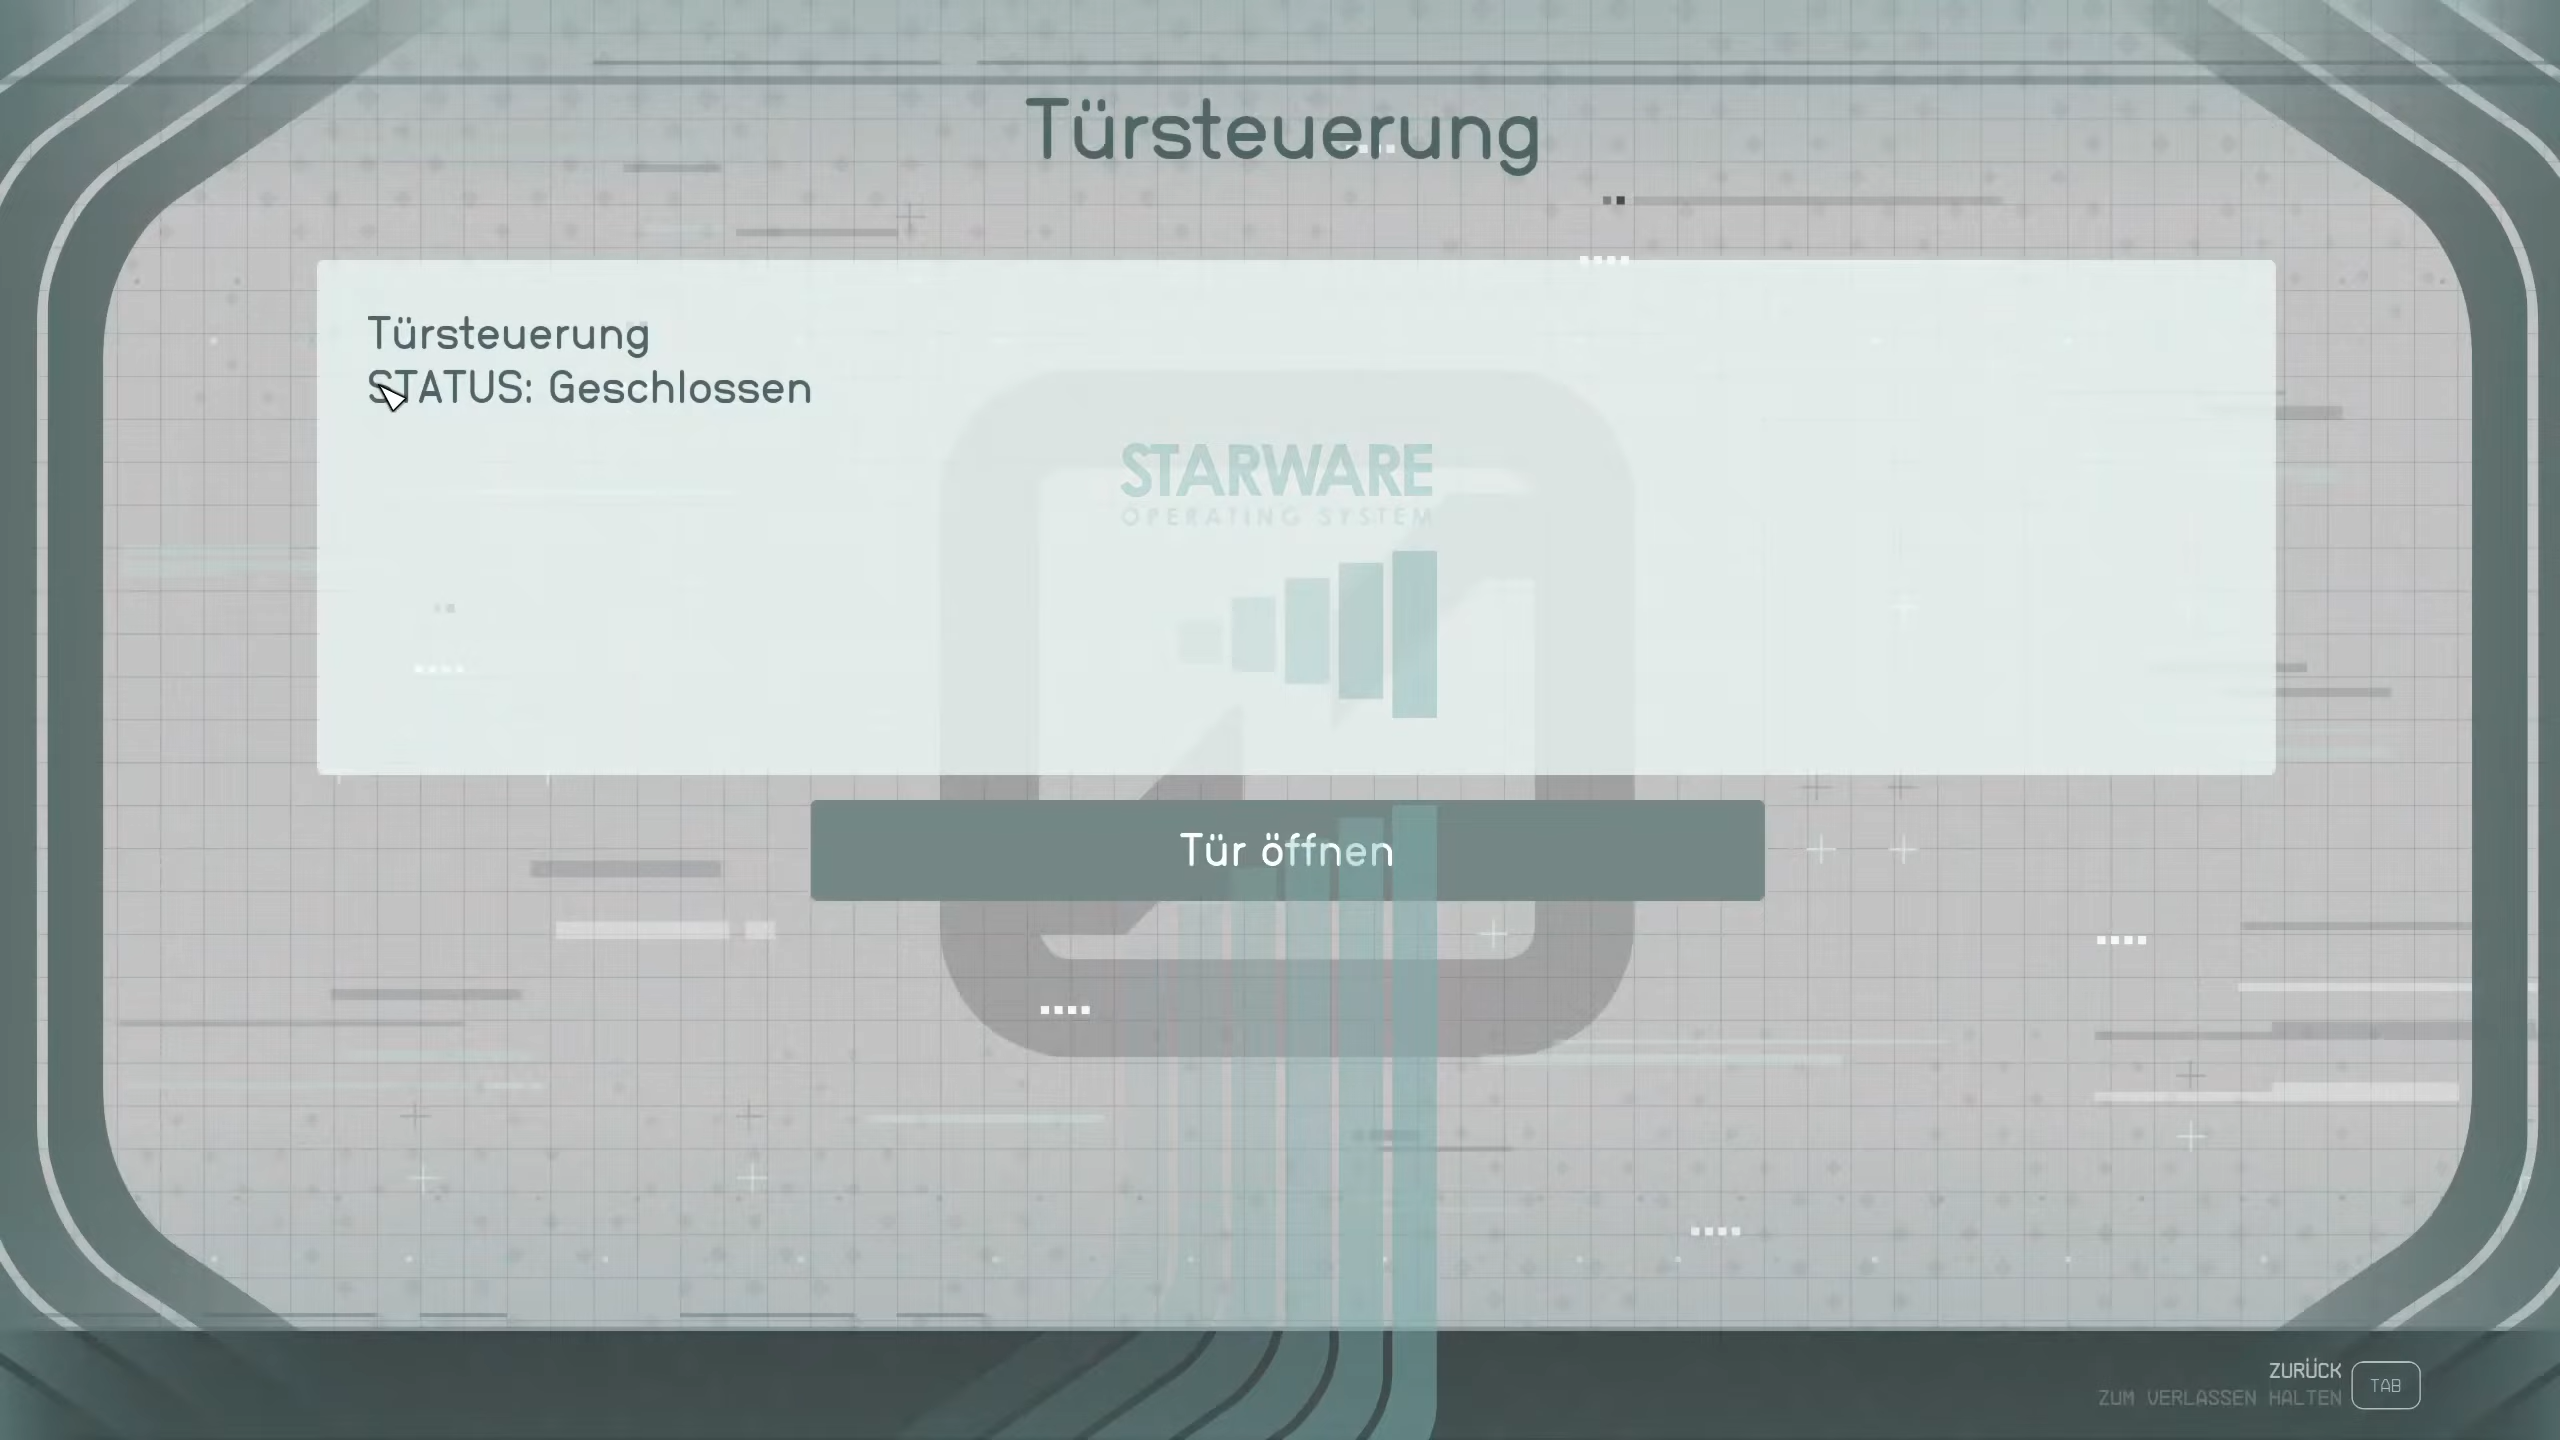 Türsteuerung
Türsteuerung
STATUS: Geschlossen
STARWARE
OPERATING SYSTEM
Tür öffnen
ZURÜCK
ZUM VERLASSEN HALTEN
TAB